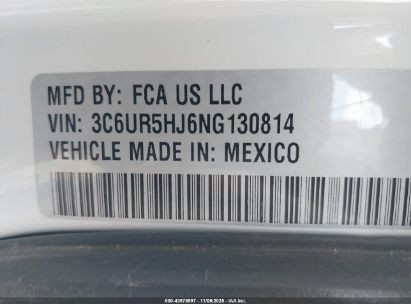 MFD BY: FCA US LLC
VIN: 3C6UR5HJ6NG130814
VEHICLE MADE IN: MEXICO